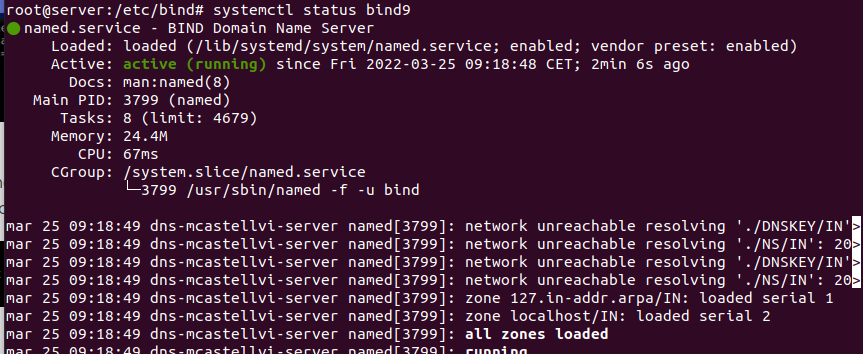 root@server:/etc/bind# systemctl status bind9
● named.service - BIND Domain Name Server
     Loaded: loaded (/lib/systemd/system/named.service; enabled; vendor preset: enabled)
     Active: active (running) since Fri 2022-03-25 09:18:48 CET; 2min 6s ago
       Docs: man:named(8)
   Main PID: 3799 (named)
      Tasks: 8 (limit: 4679)
     Memory: 24.4M
        CPU: 67ms
     CGroup: /system.slice/named.service
             └─3799 /usr/sbin/named -f -u bind
mar 25 09:18:49 dns-mcastellvi-server named[3799]: network unreachable resolving './DNSKEY/IN'>
mar 25 09:18:49 dns-mcastellvi-server named[3799]: network unreachable resolving './NS/IN': 20>
mar 25 09:18:49 dns-mcastellvi-server named[3799]: network unreachable resolving './DNSKEY/IN'>
mar 25 09:18:49 dns-mcastellvi-server named[3799]: network unreachable resolving './NS/IN': 20>
mar 25 09:18:49 dns-mcastellvi-server named[3799]: zone 127.in-addr.arpa/IN: loaded serial 1
mar 25 09:18:49 dns-mcastellvi-server named[3799]: zone localhost/IN: loaded serial 2
mar 25 09:18:49 dns-mcastellvi-server named[3799]: all zones loaded
mar 25 09:18:49 dns-mcastellvi-server named[3799]: running